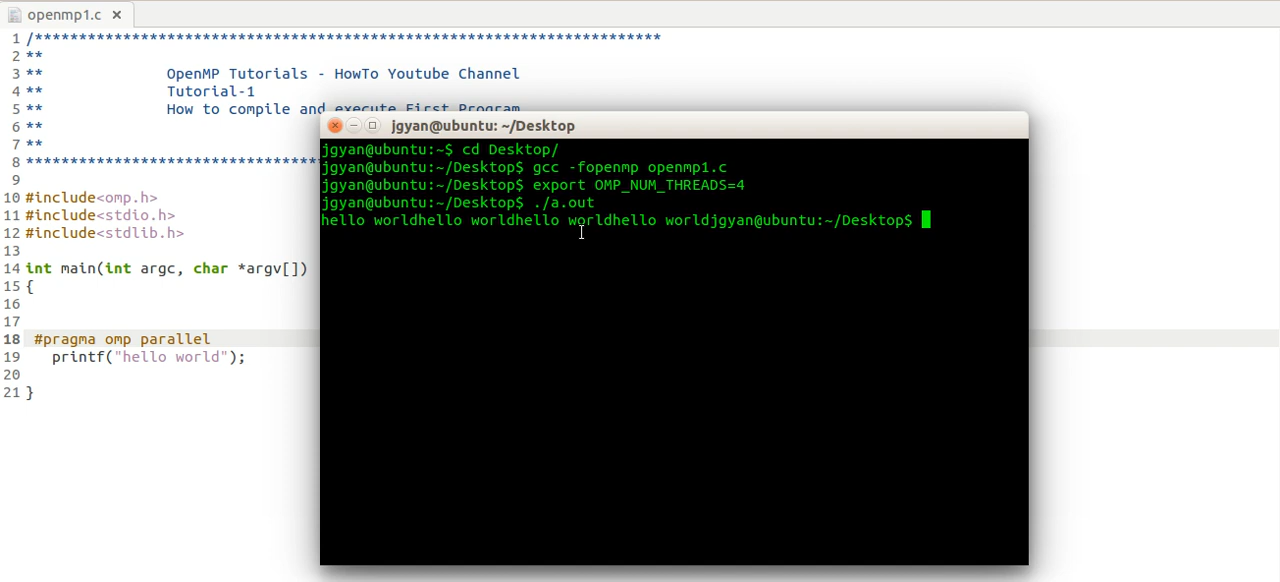 openmp1.c
1 /***********************************************************************
2 **
3 ** OpenMP Tutorials - HowTo Youtube Channel
4 ** Tutorial-1
5 ** How to compile and execute First Program
6 **
7 **
8 **********************************
9
10 #include<omp.h>
11 #include<stdio.h>
12 #include<stdlib.h>
13
14 int main(int argc, char *argv[])
15 {
16
17
18 #pragma omp parallel
19 printf("hello world");
20
21 }
jgyan@ubuntu: ~/Desktop
jgyan@ubuntu:~$ cd Desktop/
jgyan@ubuntu:~/Desktop$ gcc -fopenmp openmp1.c
jgyan@ubuntu:~/Desktop$ export OMP_NUM_THREADS=4
jgyan@ubuntu:~/Desktop$ ./a.out
hello worldhello worldhello worldhello worldjgyan@ubuntu:~/Desktop$